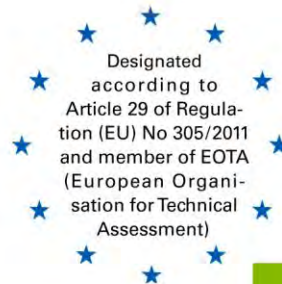 Designated
according to
Article 29 of Regula-
tion (EU) No 305/2011
and member of EOTA
(European Organi-
sation for Technical
Assessment)